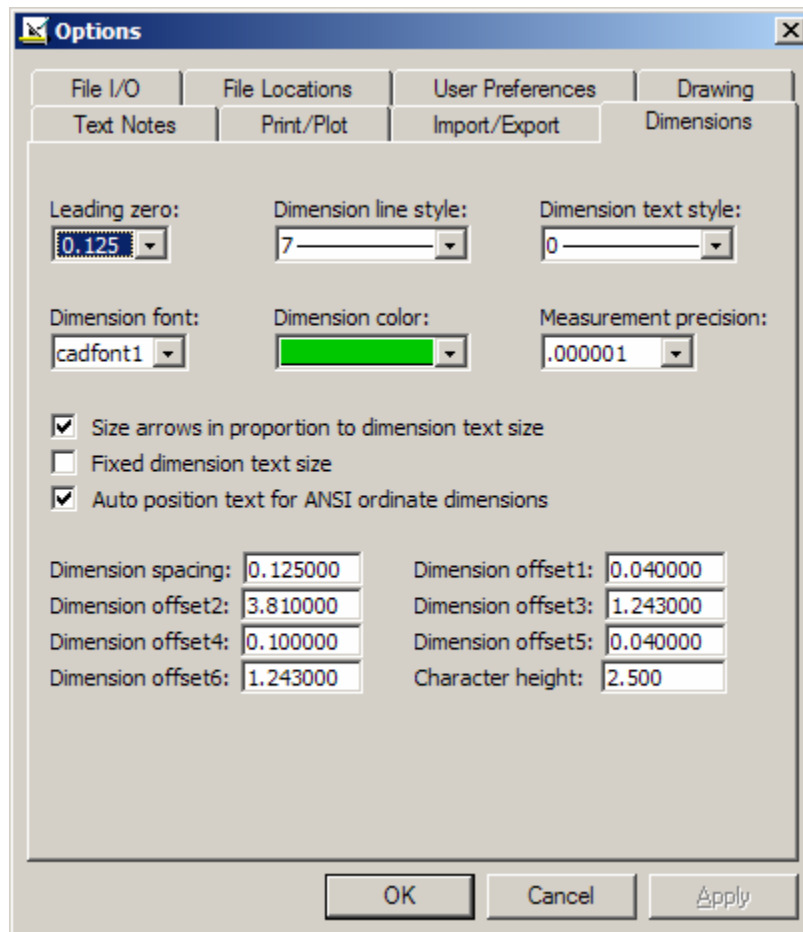 Options
File I/O File Locations User Preferences Drawing
Text Notes Print/Plot Import/Export Dimensions
Leading zero: Dimension line style: Dimension text style:
0.125 7 0
Dimension font: Dimension color: Measurement precision:
cadfont1 .000001
Size arrows in proportion to dimension text size
Fixed dimension text size
Auto position text for ANSI ordinate dimensions
Dimension spacing: 0.125000 Dimension offset1: 0.040000
Dimension offset2: 3.810000 Dimension offset3: 1.243000
Dimension offset4: 0.100000 Dimension offset5: 0.040000
Dimension offset6: 1.243000 Character height: 2.500
OK Cancel Apply